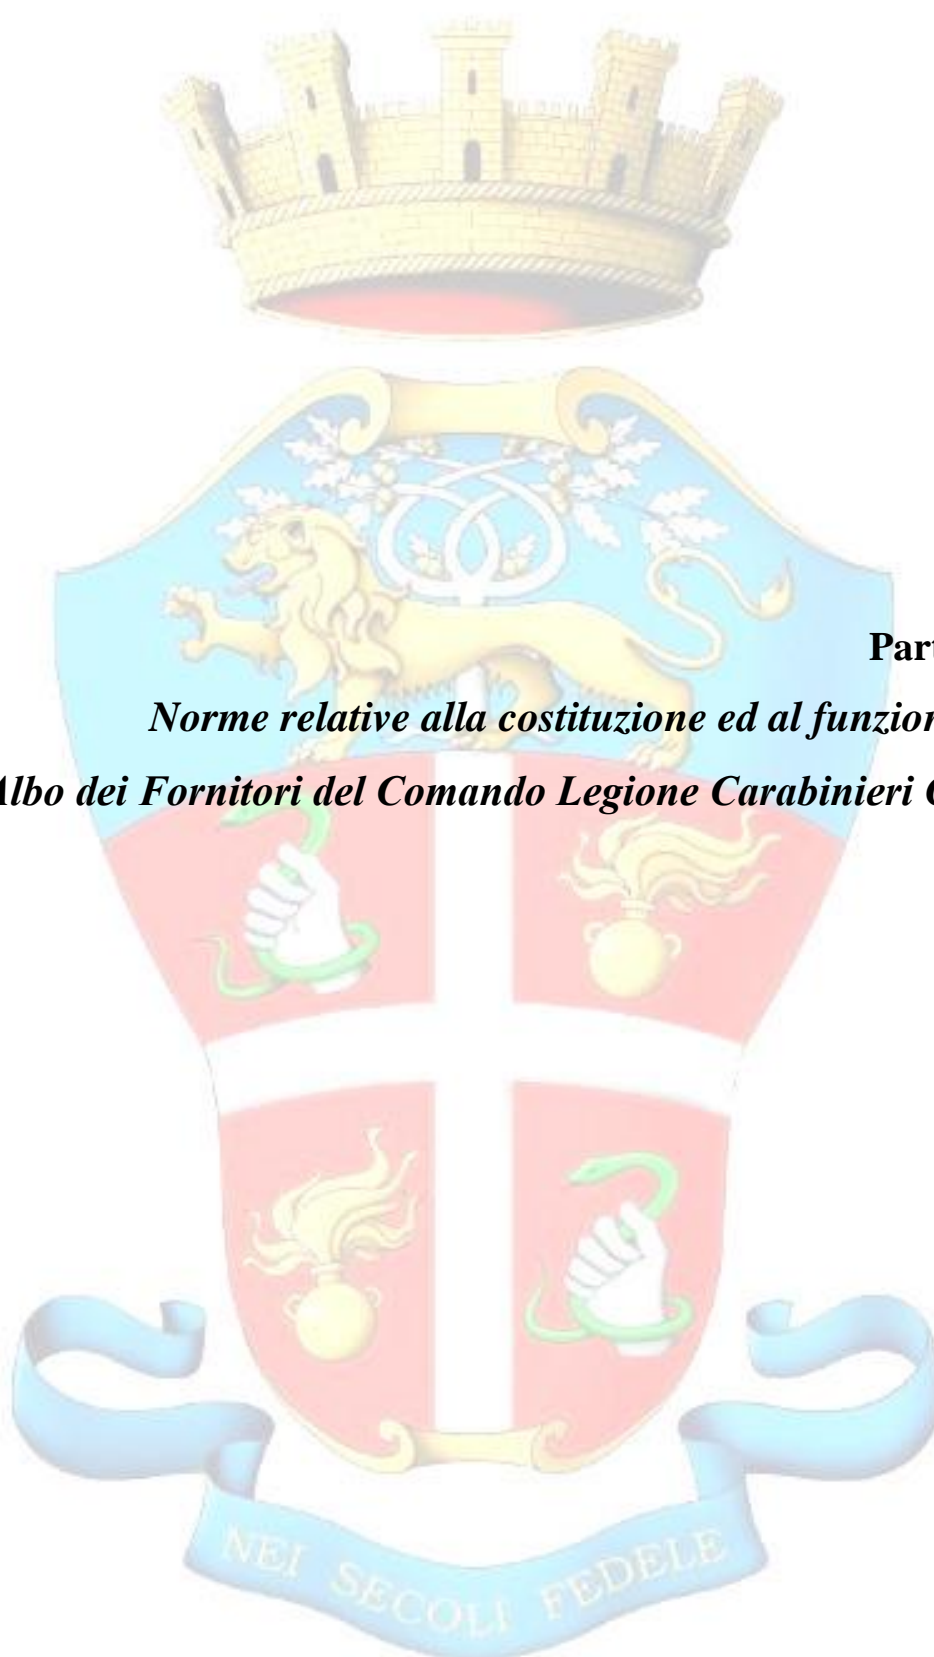 Part
Norme relative alla costituzione ed al funzion
Albo dei Fornitori del Comando Legione Carabinieri C
NEI SECOLI FEDELE